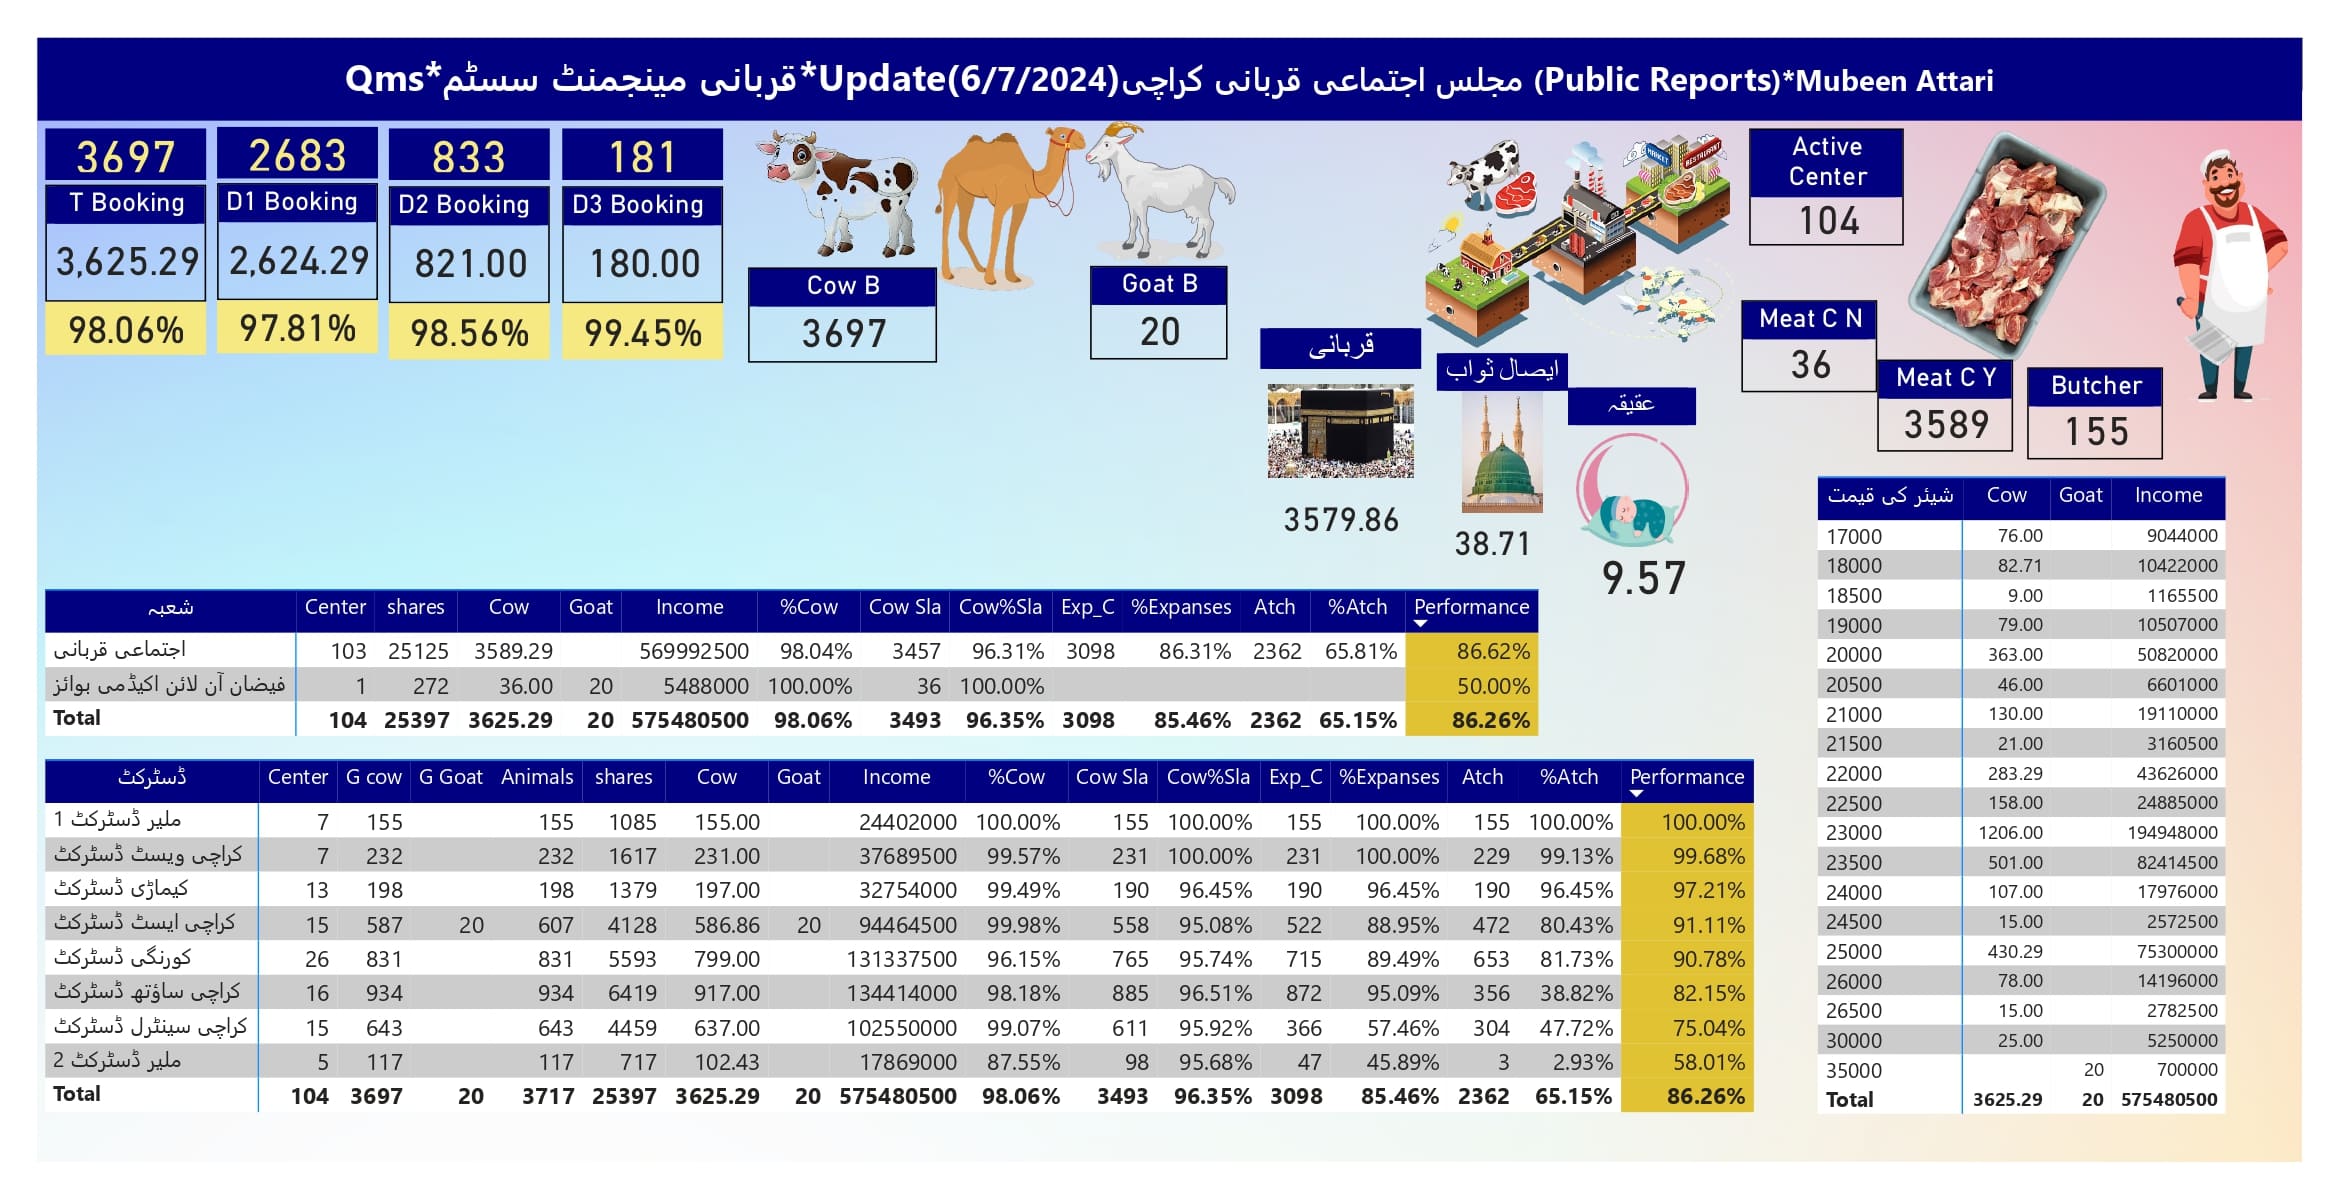 Qms*قربانی مینجمنٹ سسٹم*Update(6/7/2024)مجلس اجتماعی قربانی کراچی (Public Reports)*Mubeen Attari
3697 2683 833 181
T Booking D1 Booking D2 Booking D3 Booking
3,625.29 2,624.29 821.00 180.00
98.06% 97.81% 98.56% 99.45%
Cow B
3697
Goat B
20
MARKET RESTAURANT
Active
Center
104
Meat C N
36
Meat C Y
3589
Butcher
155
قربانی
3579.86
ایصال ثواب
38.71
عقیقہ
9.57
شعبہ Center shares Cow Goat Income %Cow Cow Sla Cow%Sla Exp_C %Expanses Atch %Atch Performance
اجتماعی قربانی 103 25125 3589.29 569992500 98.04% 3457 96.31% 3098 86.31% 2362 65.81% 86.62%
فیضان آن لائن اکیڈمی بوائز 1 272 36.00 20 5488000 100.00% 36 100.00% 50.00%
Total 104 25397 3625.29 20 575480500 98.06% 3493 96.35% 3098 85.46% 2362 65.15% 86.26%
ڈسٹرکٹ Center G cow G Goat Animals shares Cow Goat Income %Cow Cow Sla Cow%Sla Exp_C %Expanses Atch %Atch Performance
ملیر ڈسٹرکٹ 1 7 155 155 1085 155.00 24402000 100.00% 155 100.00% 155 100.00% 155 100.00% 100.00%
کراچی ویسٹ ڈسٹرکٹ 7 232 232 1617 231.00 37689500 99.57% 231 100.00% 231 100.00% 229 99.13% 99.68%
کیماڑی ڈسٹرکٹ 13 198 198 1379 197.00 32754000 99.49% 190 96.45% 190 96.45% 190 96.45% 97.21%
کراچی ایسٹ ڈسٹرکٹ 15 587 20 607 4128 586.86 20 94464500 99.98% 558 95.08% 522 88.95% 472 80.43% 91.11%
کورنگی ڈسٹرکٹ 26 831 831 5593 799.00 131337500 96.15% 765 95.74% 715 89.49% 653 81.73% 90.78%
کراچی ساؤتھ ڈسٹرکٹ 16 934 934 6419 917.00 134414000 98.18% 885 96.51% 872 95.09% 356 38.82% 82.15%
کراچی سینٹرل ڈسٹرکٹ 15 643 643 4459 637.00 102550000 99.07% 611 95.92% 366 57.46% 304 47.72% 75.04%
ملیر ڈسٹرکٹ 2 5 117 117 717 102.43 17869000 87.55% 98 95.68% 47 45.89% 3 2.93% 58.01%
Total 104 3697 20 3717 25397 3625.29 20 575480500 98.06% 3493 96.35% 3098 85.46% 2362 65.15% 86.26%
شیئر کی قیمت Cow Goat Income
17000 76.00 9044000
18000 82.71 10422000
18500 9.00 1165500
19000 79.00 10507000
20000 363.00 50820000
20500 46.00 6601000
21000 130.00 19110000
21500 21.00 3160500
22000 283.29 43626000
22500 158.00 24885000
23000 1206.00 194948000
23500 501.00 82414500
24000 107.00 17976000
24500 15.00 2572500
25000 430.29 75300000
26000 78.00 14196000
26500 15.00 2782500
30000 25.00 5250000
35000 20 700000
Total 3625.29 20 575480500